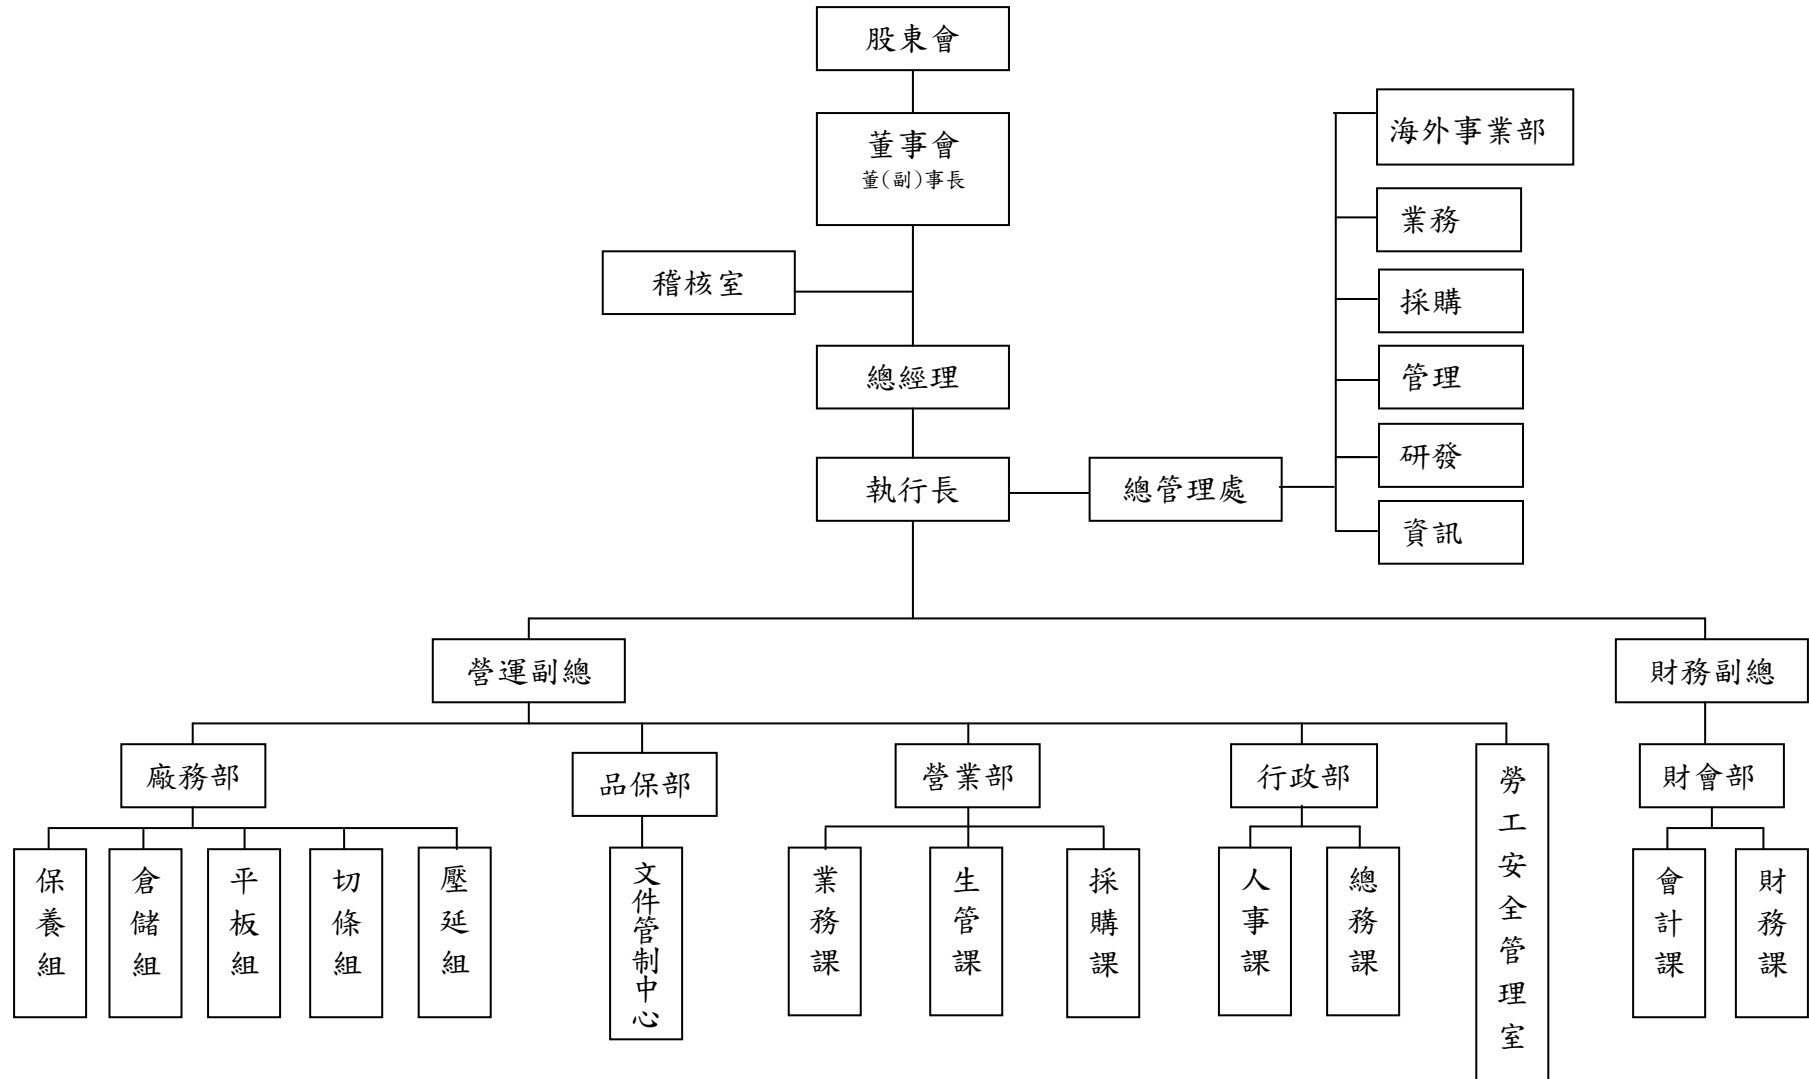 股東會
董事會
董(副)事長
稽核室
總經理
執行長
總管理處
海外事業部
業務
採購
管理
研發
資訊
營運副總
財務副總
廠務部
品保部
營業部
行政部
勞工安全管理室
財會部
保養組
倉儲組
平板組
切條組
壓延組
文件管制中心
業務課
生管課
採購課
人事課
總務課
會計課
財務課